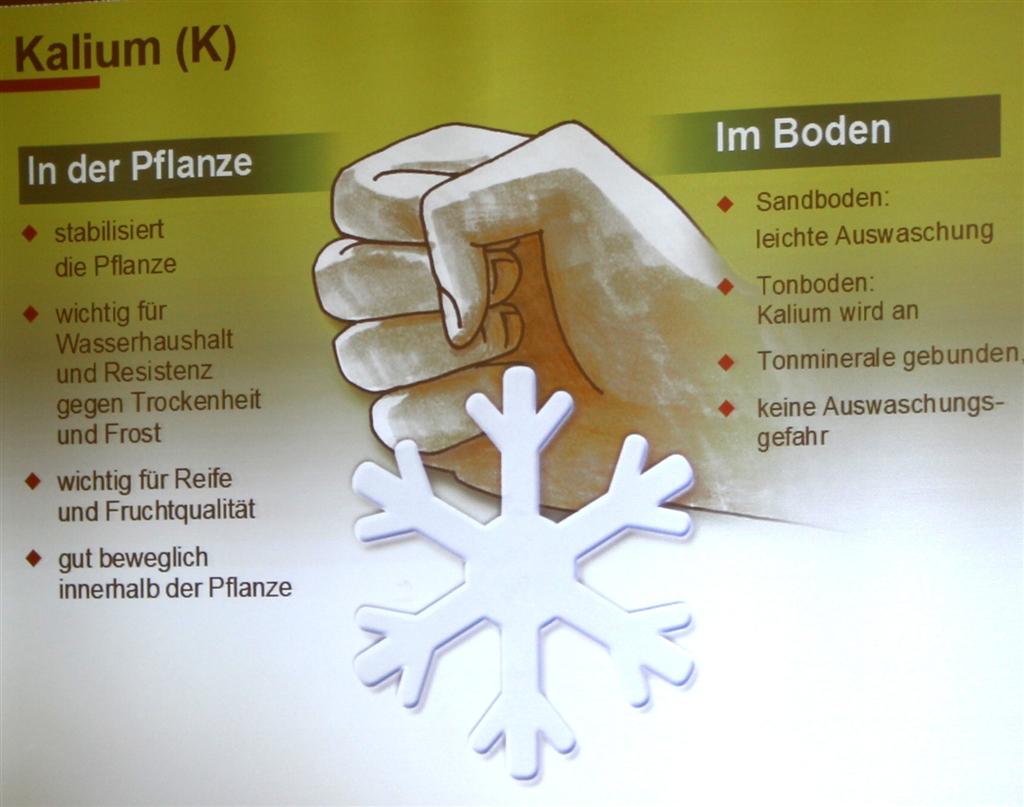 Kalium (K)
In der Pflanze
stabilisiert
die Pflanze
wichtig für
Wasserhaushalt
und Resistenz
gegen Trockenheit
und Frost
wichtig für Reife
und Fruchtqualität
gut beweglich
innerhalb der Pflanze
Im Boden
Sandboden:
leichte Auswaschung
Tonboden:
Kalium wird an
Tonminerale gebunden,
keine Auswaschungs-
gefahr